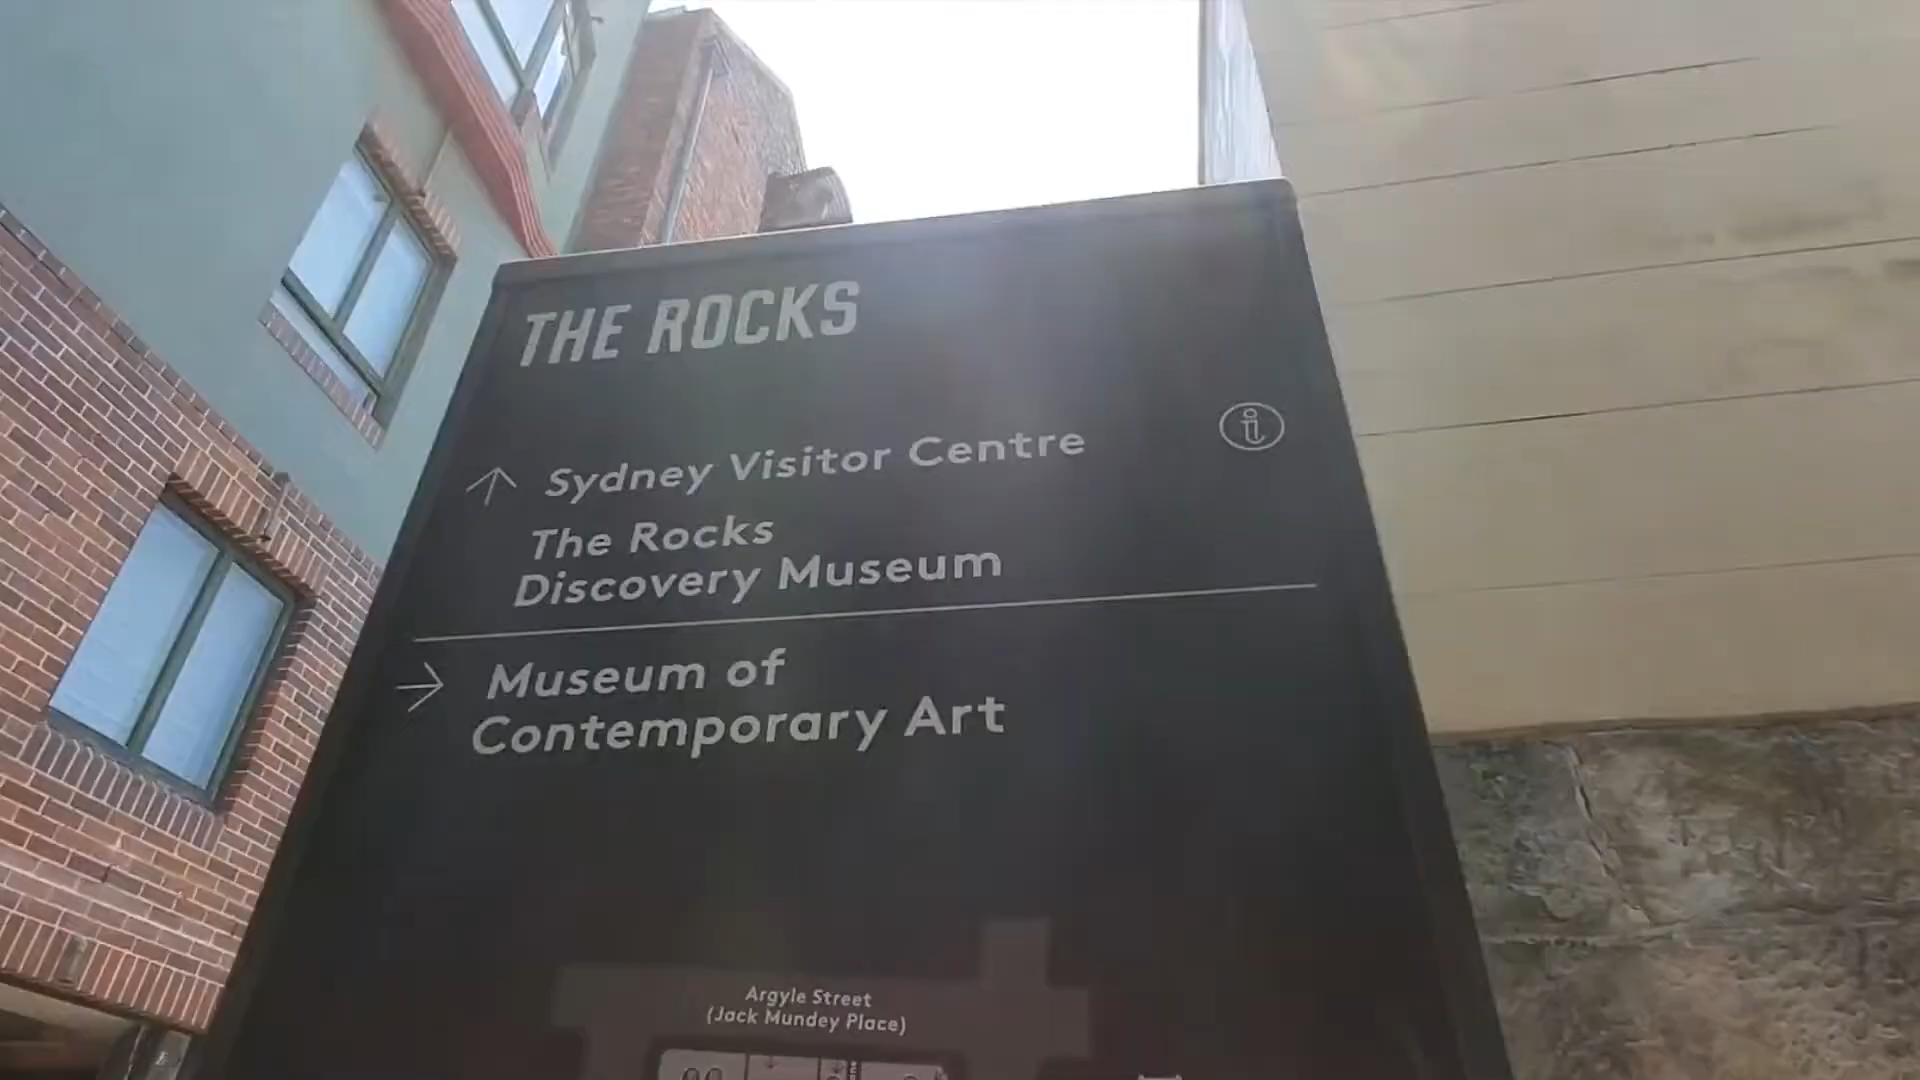 THE ROCKS
Sydney Visitor Centre
The Rocks
Discovery Museum
Museum of
Contemporary Art
Argyle Street
(Jack Mundey Place)